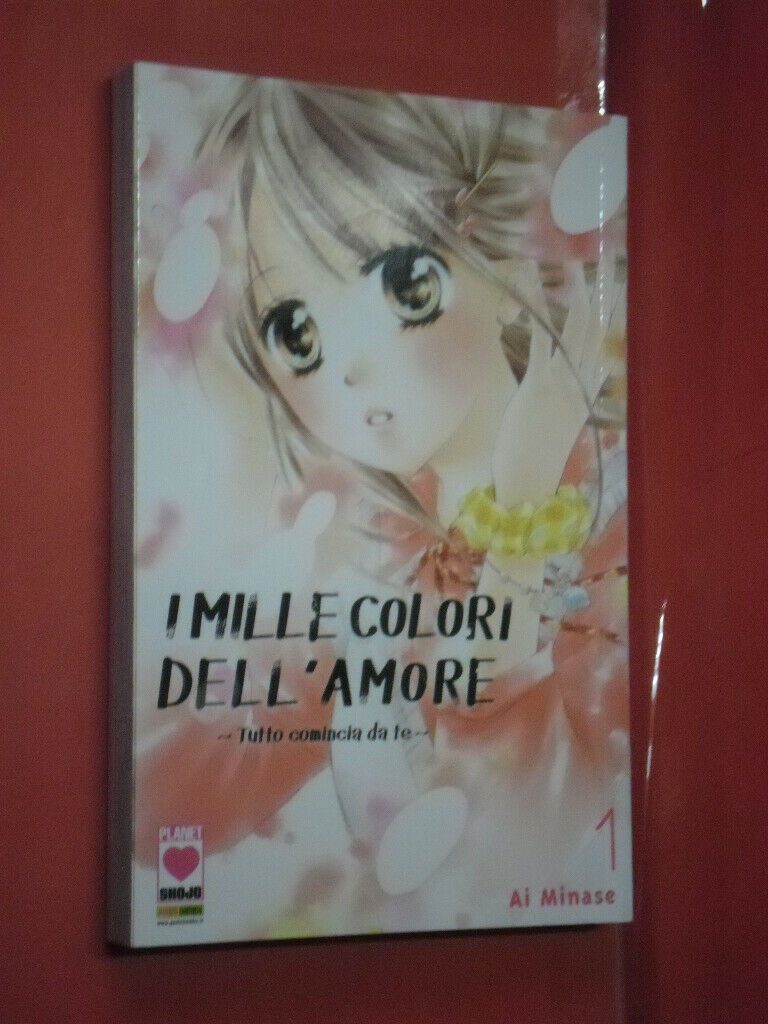 I MILLE COLORI
DELL'AMORE
~ Tutto comincia da te ~
1
Ai Minase
PLANET
SHOJO